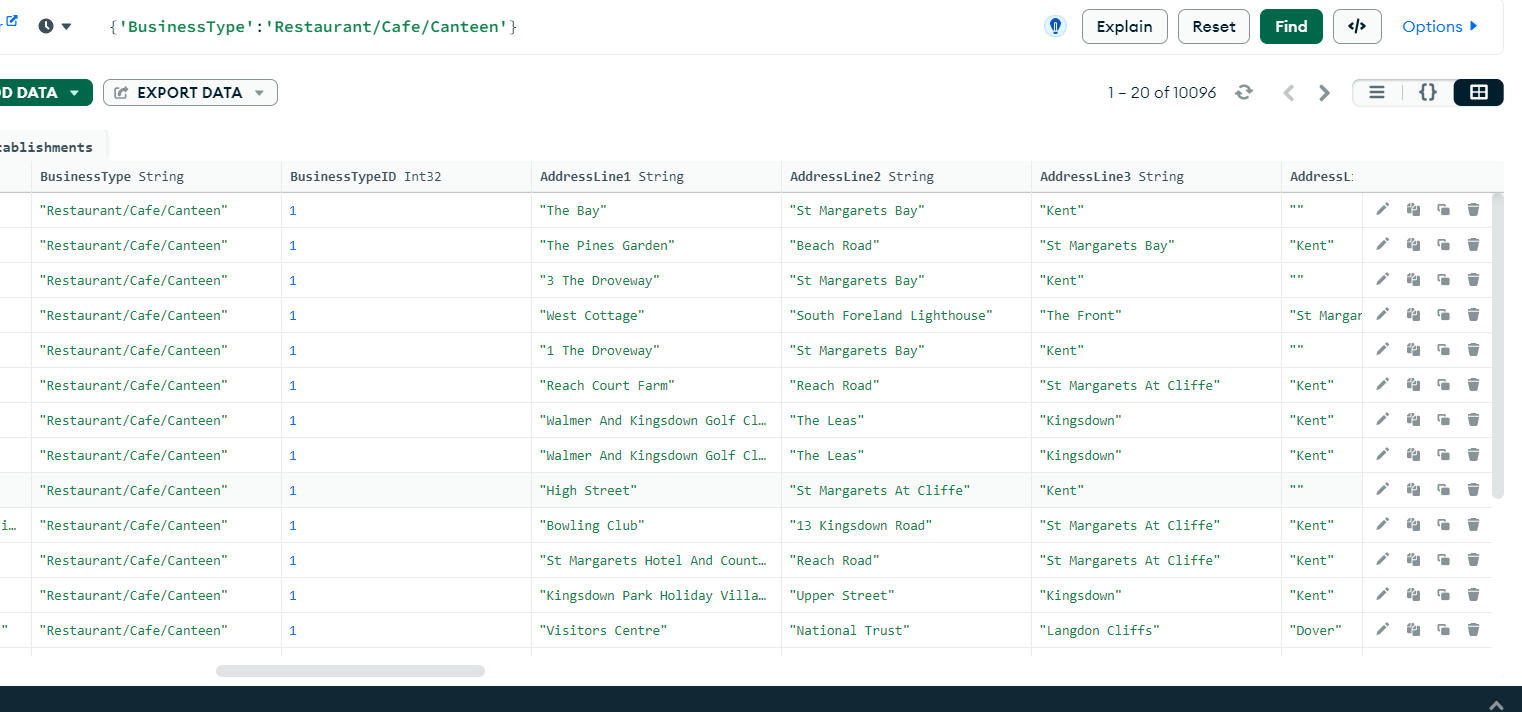 {'BusinessType':'Restaurant/Cafe/Canteen'} Explain Reset Find </> Options
DATA EXPORT DATA 1 – 20 of 10096 {}
ablishments
BusinessType String BusinessTypeID Int32 AddressLine1 String AddressLine2 String AddressLine3 String AddressL
"Restaurant/Cafe/Canteen" 1 "The Bay" "St Margarets Bay" "Kent" ""
"Restaurant/Cafe/Canteen" 1 "The Pines Garden" "Beach Road" "St Margarets Bay" "Kent"
"Restaurant/Cafe/Canteen" 1 "3 The Droveway" "St Margarets Bay" "Kent" ""
"Restaurant/Cafe/Canteen" 1 "West Cottage" "South Foreland Lighthouse" "The Front" "St Margar
"Restaurant/Cafe/Canteen" 1 "1 The Droveway" "St Margarets Bay" "Kent" ""
"Restaurant/Cafe/Canteen" 1 "Reach Court Farm" "Reach Road" "St Margarets At Cliffe" "Kent"
"Restaurant/Cafe/Canteen" 1 "Walmer And Kingsdown Golf Cl… "The Leas" "Kingsdown" "Kent"
"Restaurant/Cafe/Canteen" 1 "Walmer And Kingsdown Golf Cl… "The Leas" "Kingsdown" "Kent"
"Restaurant/Cafe/Canteen" 1 "High Street" "St Margarets At Cliffe" "Kent" ""
i… "Restaurant/Cafe/Canteen" 1 "Bowling Club" "13 Kingsdown Road" "St Margarets At Cliffe" "Kent"
"Restaurant/Cafe/Canteen" 1 "St Margarets Hotel And Count… "Reach Road" "St Margarets At Cliffe" "Kent"
"Restaurant/Cafe/Canteen" 1 "Kingsdown Park Holiday Villa… "Upper Street" "Kingsdown" "Kent"
" "Restaurant/Cafe/Canteen" 1 "Visitors Centre" "National Trust" "Langdon Cliffs" "Dover"